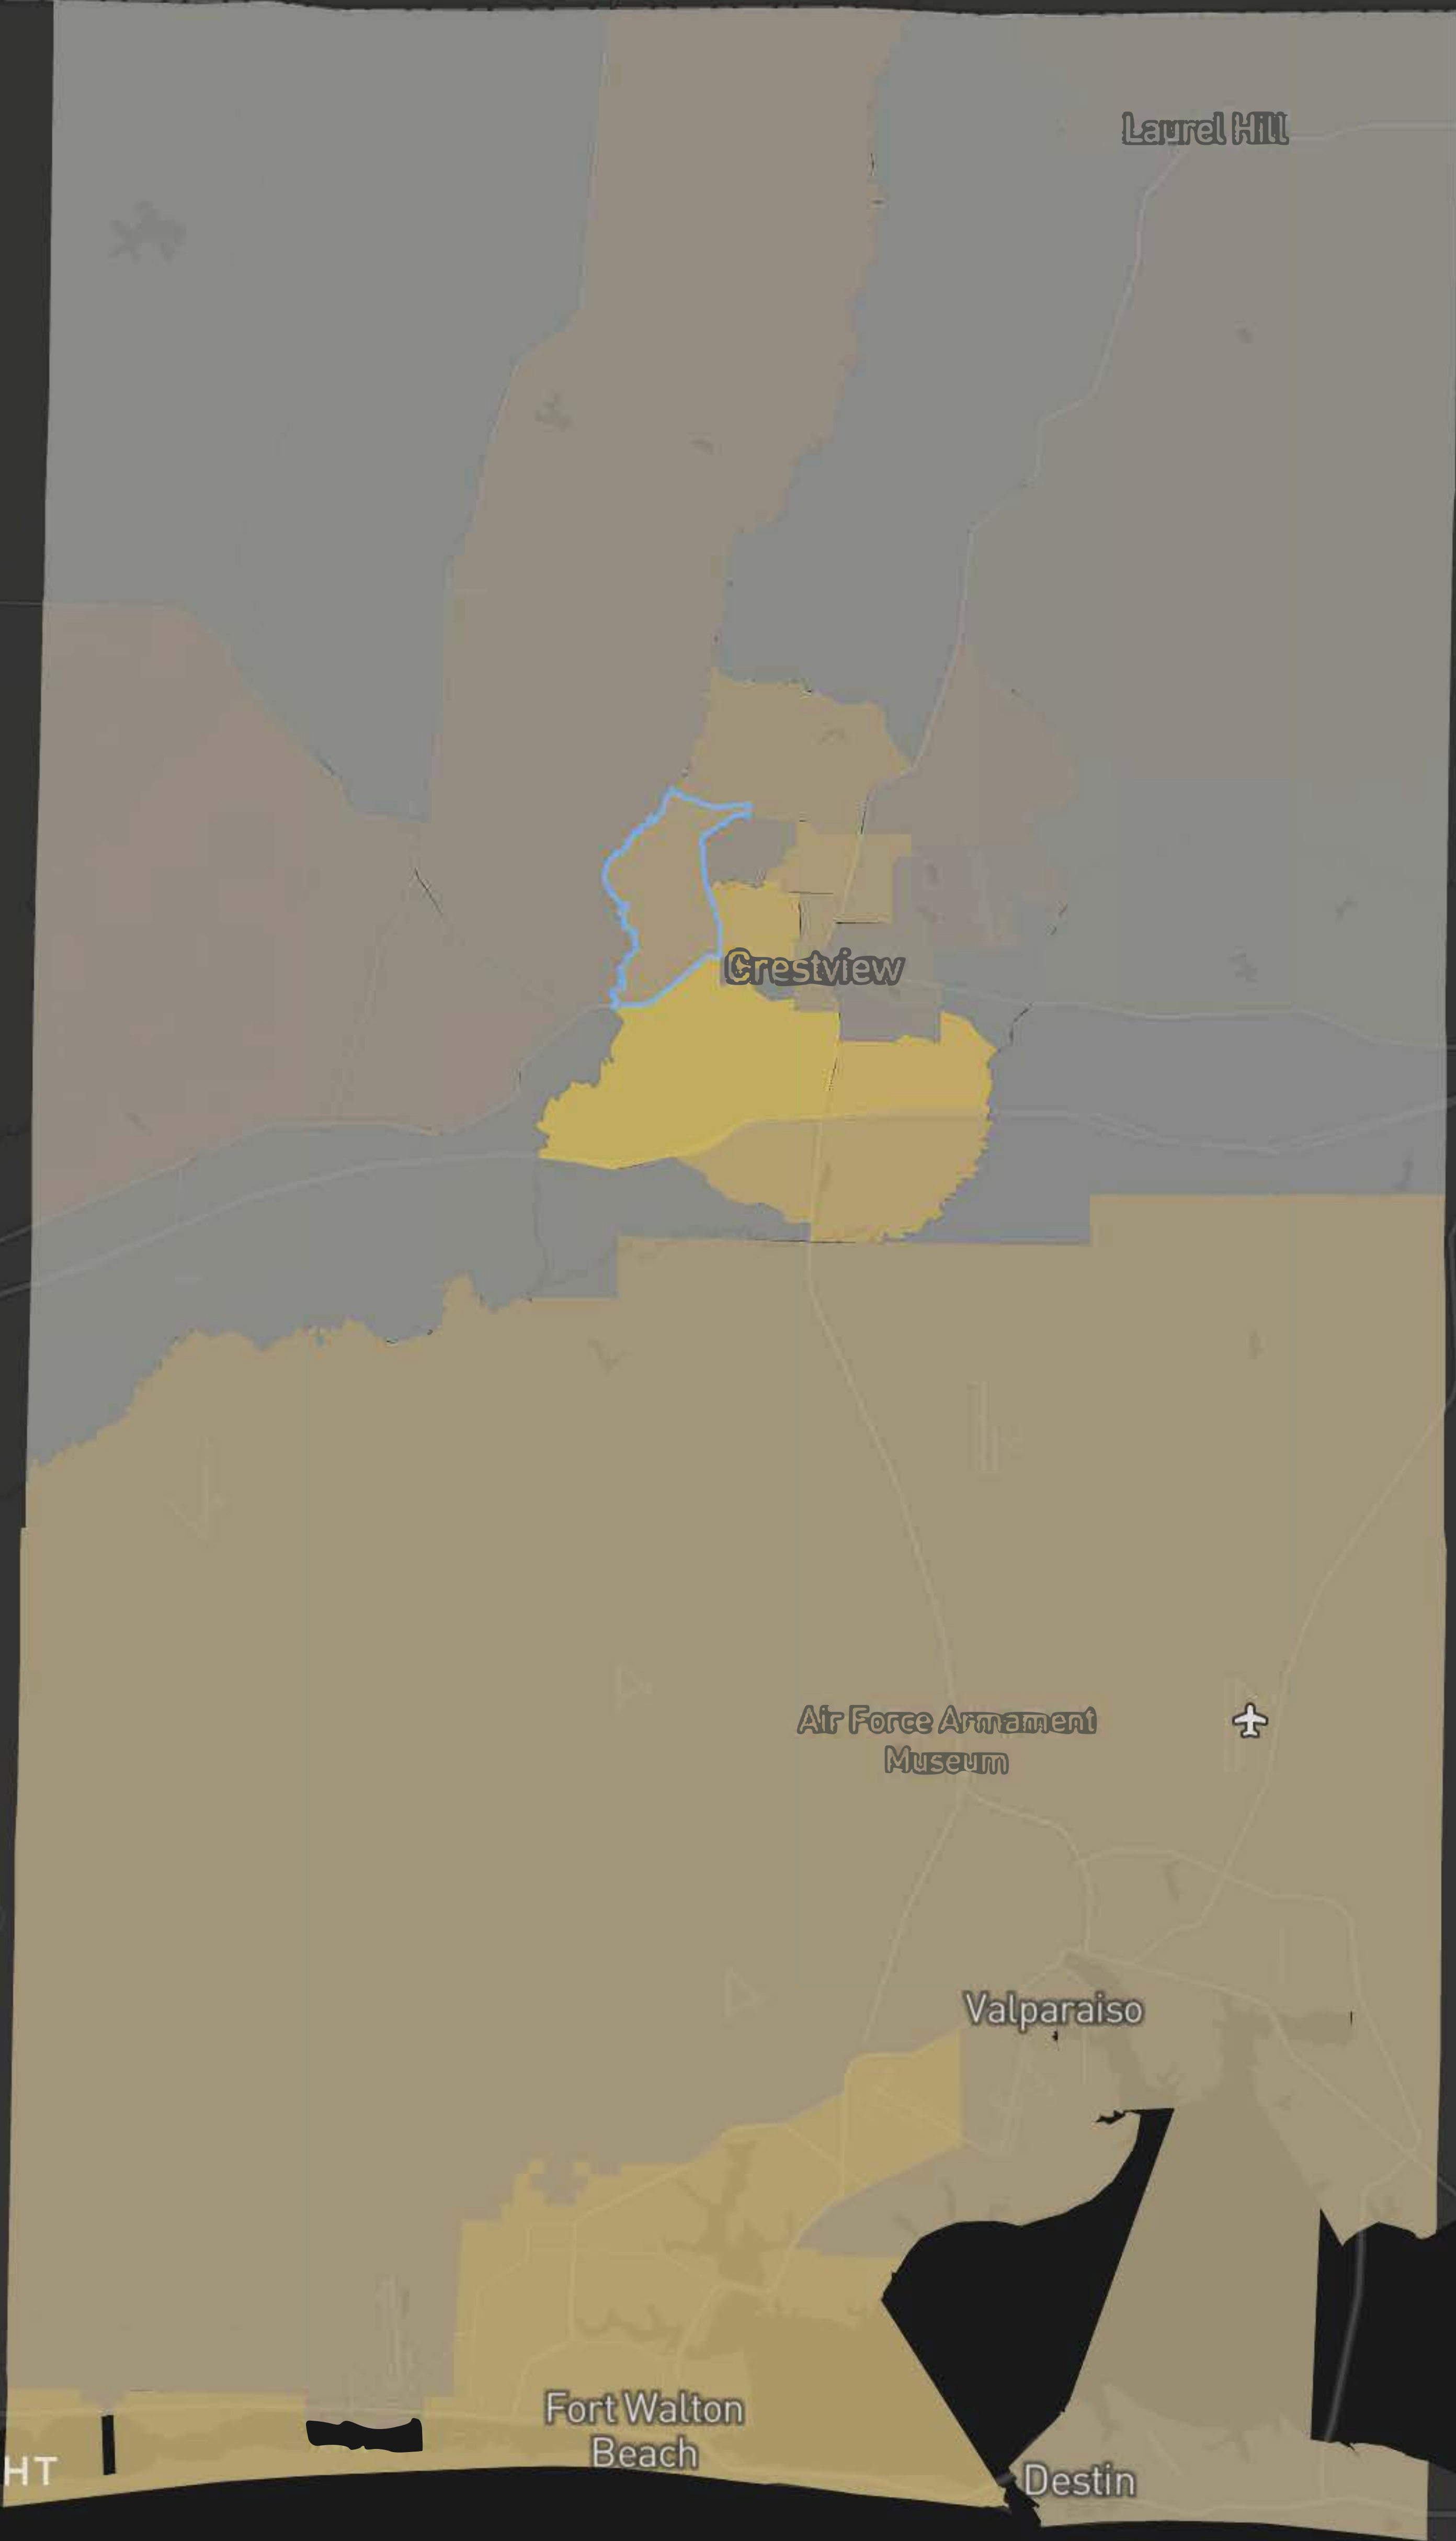 Laurel Hill
Crestview
Air Force Armament
Museum
Valparaiso
Fort Walton
Beach
HT
Destin